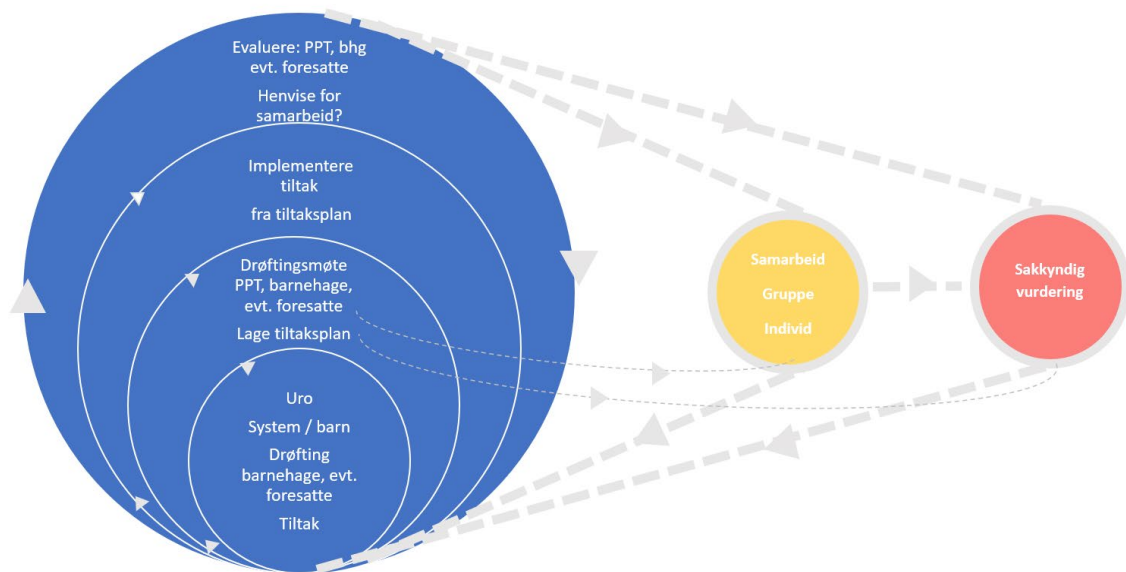 Evaluere: PPT, bhg
evt. foresatte
Henvise for
samarbeid?
Implementere
tiltak
fra tiltaksplan
Drøftingsmøte
PPT, barnehage,
evt. foresatte
Lage tiltaksplan
Uro
System / barn
Drøfting
barnehage, evt.
foresatte
Tiltak
Samarbeid
Gruppe
Individ
Sakkyndig
vurdering